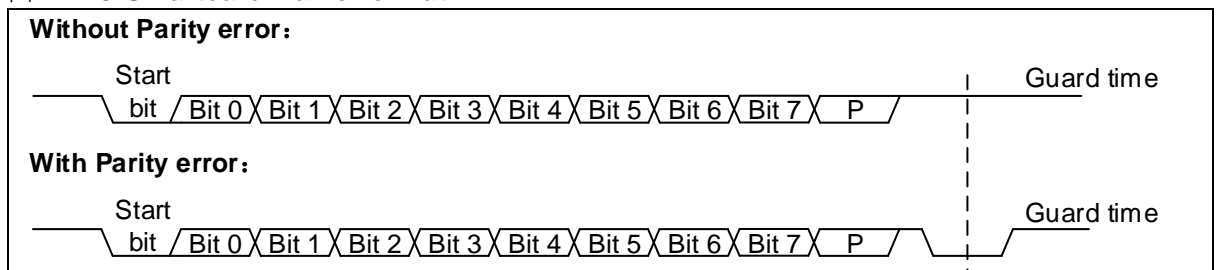 Without Parity error：
Start
Guard time
bit Bit 0 Bit 1 Bit 2 Bit 3 Bit 4 Bit 5 Bit 6 Bit 7 P
With Parity error：
Start
Guard time
bit Bit 0 Bit 1 Bit 2 Bit 3 Bit 4 Bit 5 Bit 6 Bit 7 P